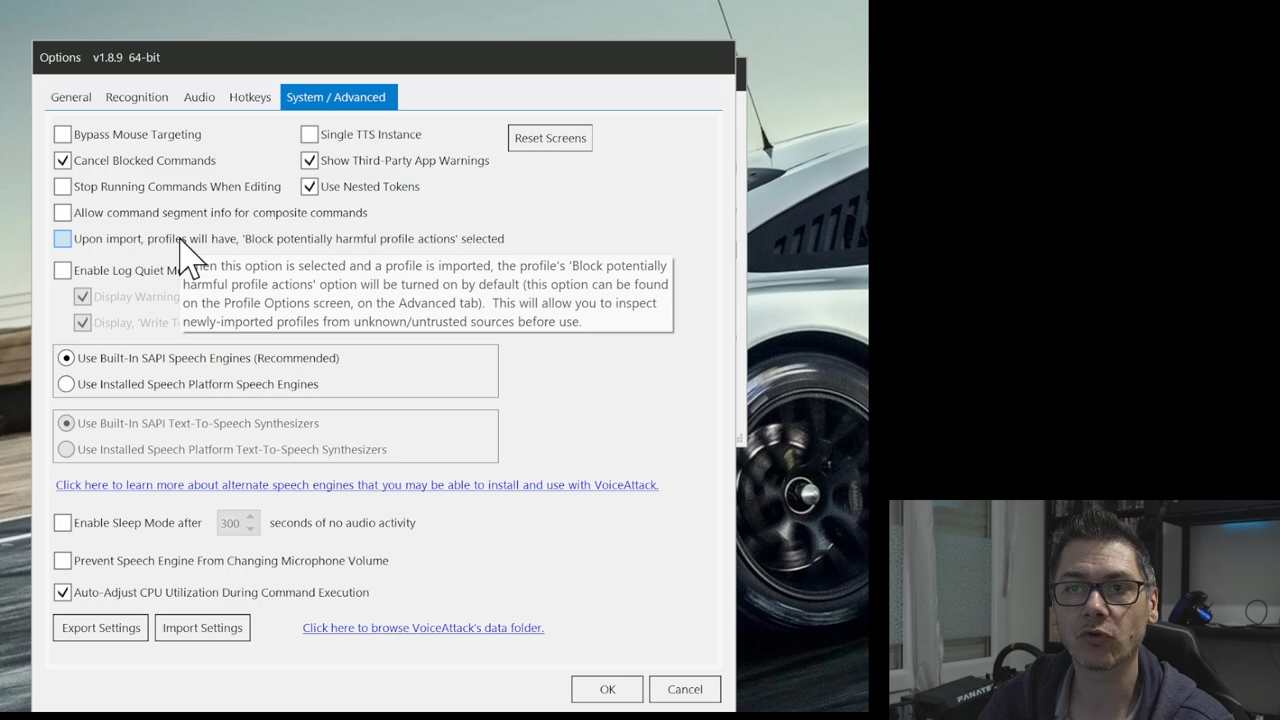 Options v1.8.9 64-bit
General Recognition Audio Hotkeys System / Advanced
Bypass Mouse Targeting Single TTS Instance Reset Screens
Cancel Blocked Commands Show Third-Party App Warnings
Stop Running Commands When Editing Use Nested Tokens
Allow command segment info for composite commands
Upon import, profiles will have, 'Block potentially harmful profile actions' selected
Enable Log Quiet
this option is selected and a profile is imported, the profile's 'Block potentially
harmful profile actions' option will be turned on by default (this option can be found
on the Profile Options screen, on the Advanced tab). This will allow you to inspect
newly-imported profiles from unknown/untrusted sources before use.
Display Warning
Display, 'Write
Use Built-In SAPI Speech Engines (Recommended)
Use Installed Speech Platform Speech Engines
Use Built-In SAPI Text-To-Speech Synthesizers
Use Installed Speech Platform Text-To-Speech Synthesizers
Click here to learn more about alternate speech engines that you may be able to install and use with VoiceAttack.
Enable Sleep Mode after 300 seconds of no audio activity
Prevent Speech Engine From Changing Microphone Volume
Auto-Adjust CPU Utilization During Command Execution
Export Settings Import Settings Click here to browse VoiceAttack's data folder.
OK Cancel
FANATEC